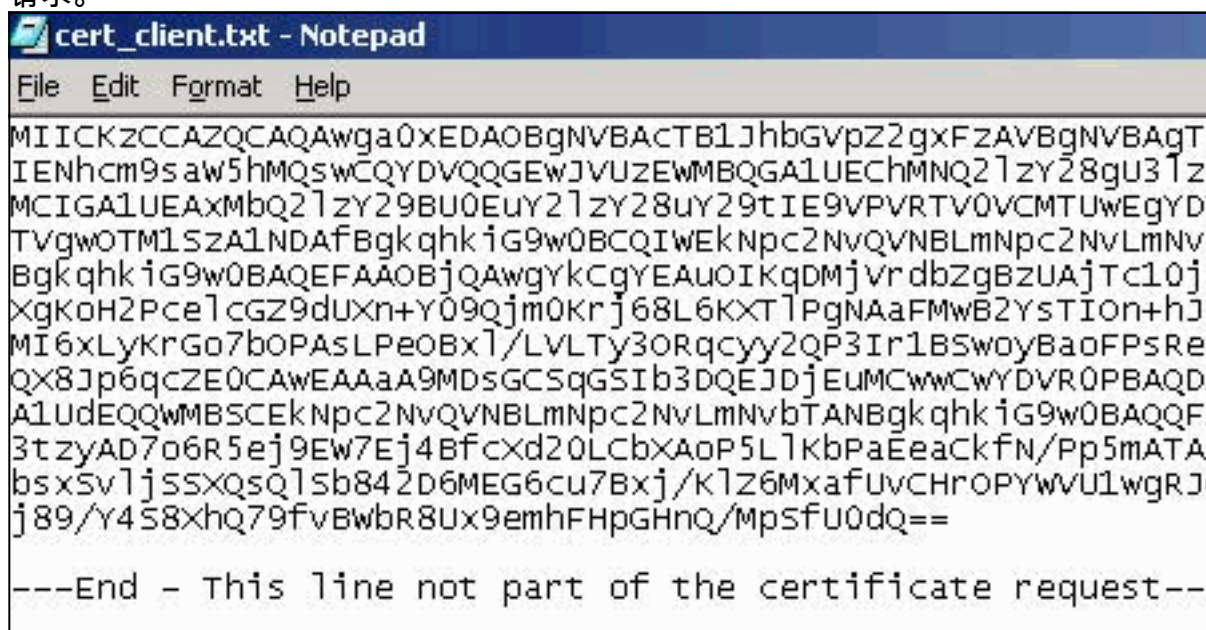 请求。
cert_client.txt - Notepad
File Edit Format Help
MIICKzCCAZQCAQAwga0xEDAOBgNVBAcTB1JhbGVpZ2gxFzAVBgNVBAgT
IENhcm9saW5hMQswCQYDVQQGEwJVUzEwMBQGA1UEChMNQ2lzY28gU3lz
MCIGA1UEAxMbQ2lzY29BU0EuY2lzY28uY29tIE9VPVRTV0VCMTUwEgYD
TVgwOTM1SzA1NDAfBgkqhkiG9w0BCQIWEkNpc2NvQVNBLmNpc2NvLmNv
BgkqhkiG9w0BAQEFAAOBjQAwgYkCgYEAuOIKqDMjVrdbZgBzUAjTc10j
XgKoH2PcelcGZ9dUXn+Y09Qjm0Krj68L6KXTlPgNAaFMwB2YsTIOn+hJ
MI6xLyKrGo7bOPAsLPeOBxl/LVLTy3ORqcyy2QP3Ir1BSwoyBaoFPsRe
QX8Jp6qcZE0CAwEAAaA9MDsGCSqGSIb3DQEJDjEuMCwwCwYDVR0PBAQD
A1UdEQQWMBSCEkNpc2NvQVNBLmNpc2NvLmNvbTANBgkqhkiG9w0BAQQF
3tzyAD7o6R5ej9EW7Ej4BfcXd20LCbXAoP5LlKbPaEeaCkfN/Pp5mATA
bsxSvljSSXQsQlSb842D6MEG6cu7Bxj/KlZ6MxafUvCHrOPYWVU1wgRJ
j89/Y4S8XhQ79fvBWbR8Ux9emhFHpGHnQ/MpSfU0dQ==
---End - This line not part of the certificate request--